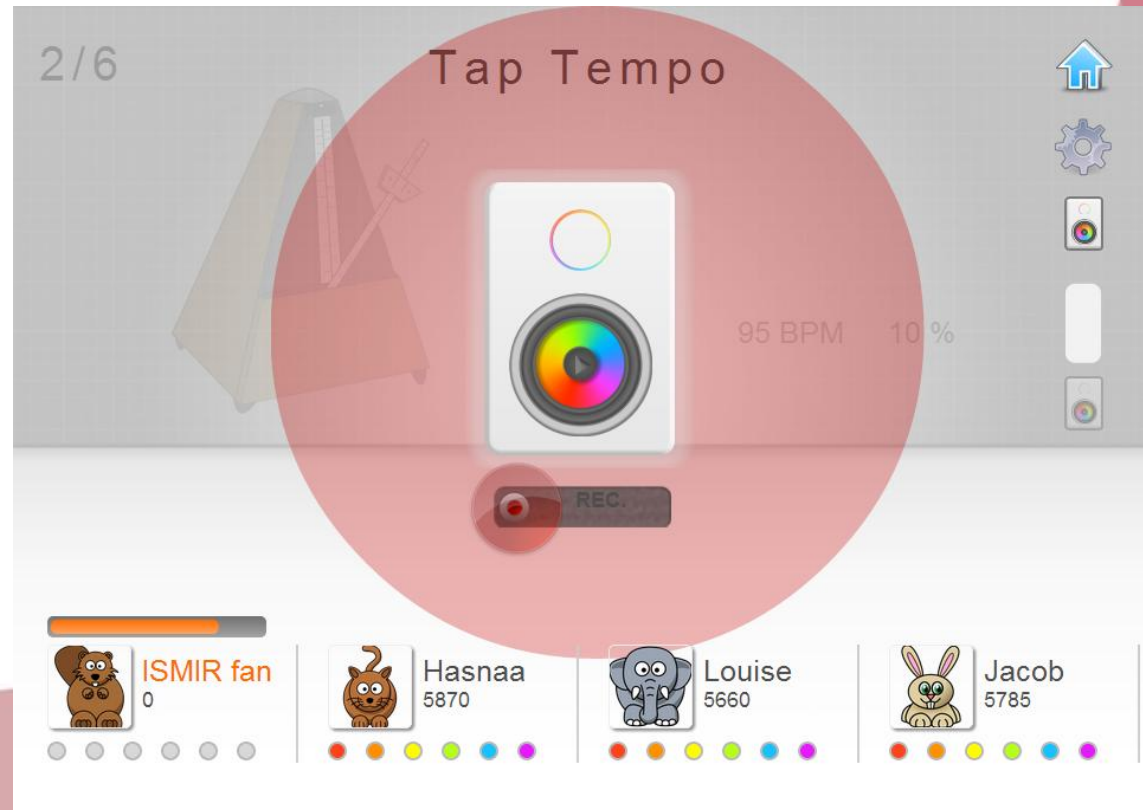 2/6
Tap Tempo
95 BPM 10 %
REC.
ISMIR fan
0
Hasnaa
5870
Louise
5660
Jacob
5785